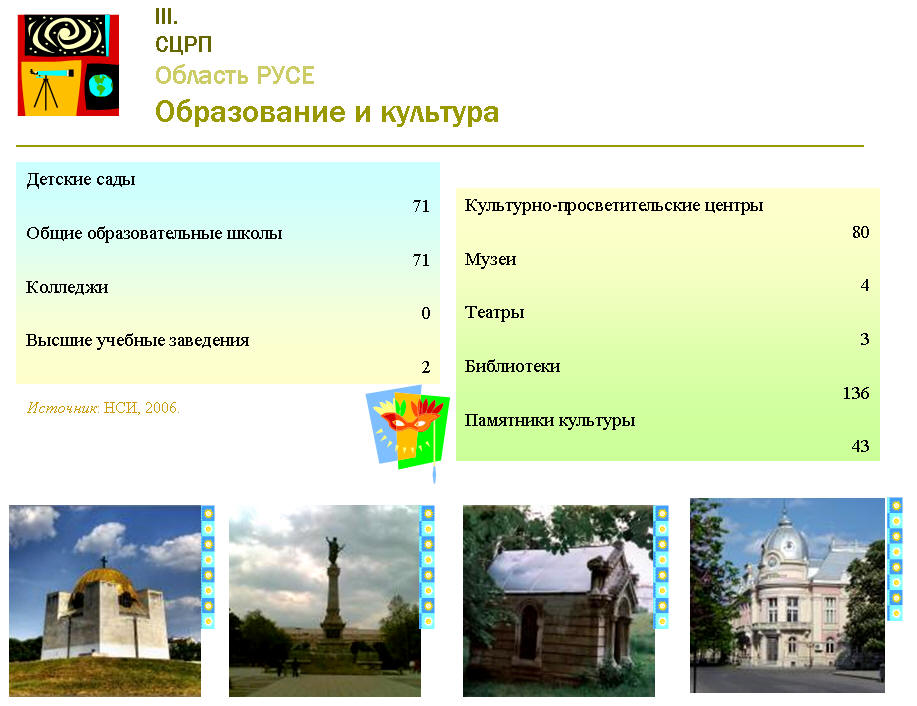 III.
СЦРП
Область РУСЕ
Образование и культура
Детские сады
71
Общие образовательные школы
71
Колледжи
0
Высшие учебные заведения
2
Источник: НСИ, 2006.
Культурно-просветительские центры
80
Музеи
4
Театры
3
Библиотеки
136
Памятники культуры
43